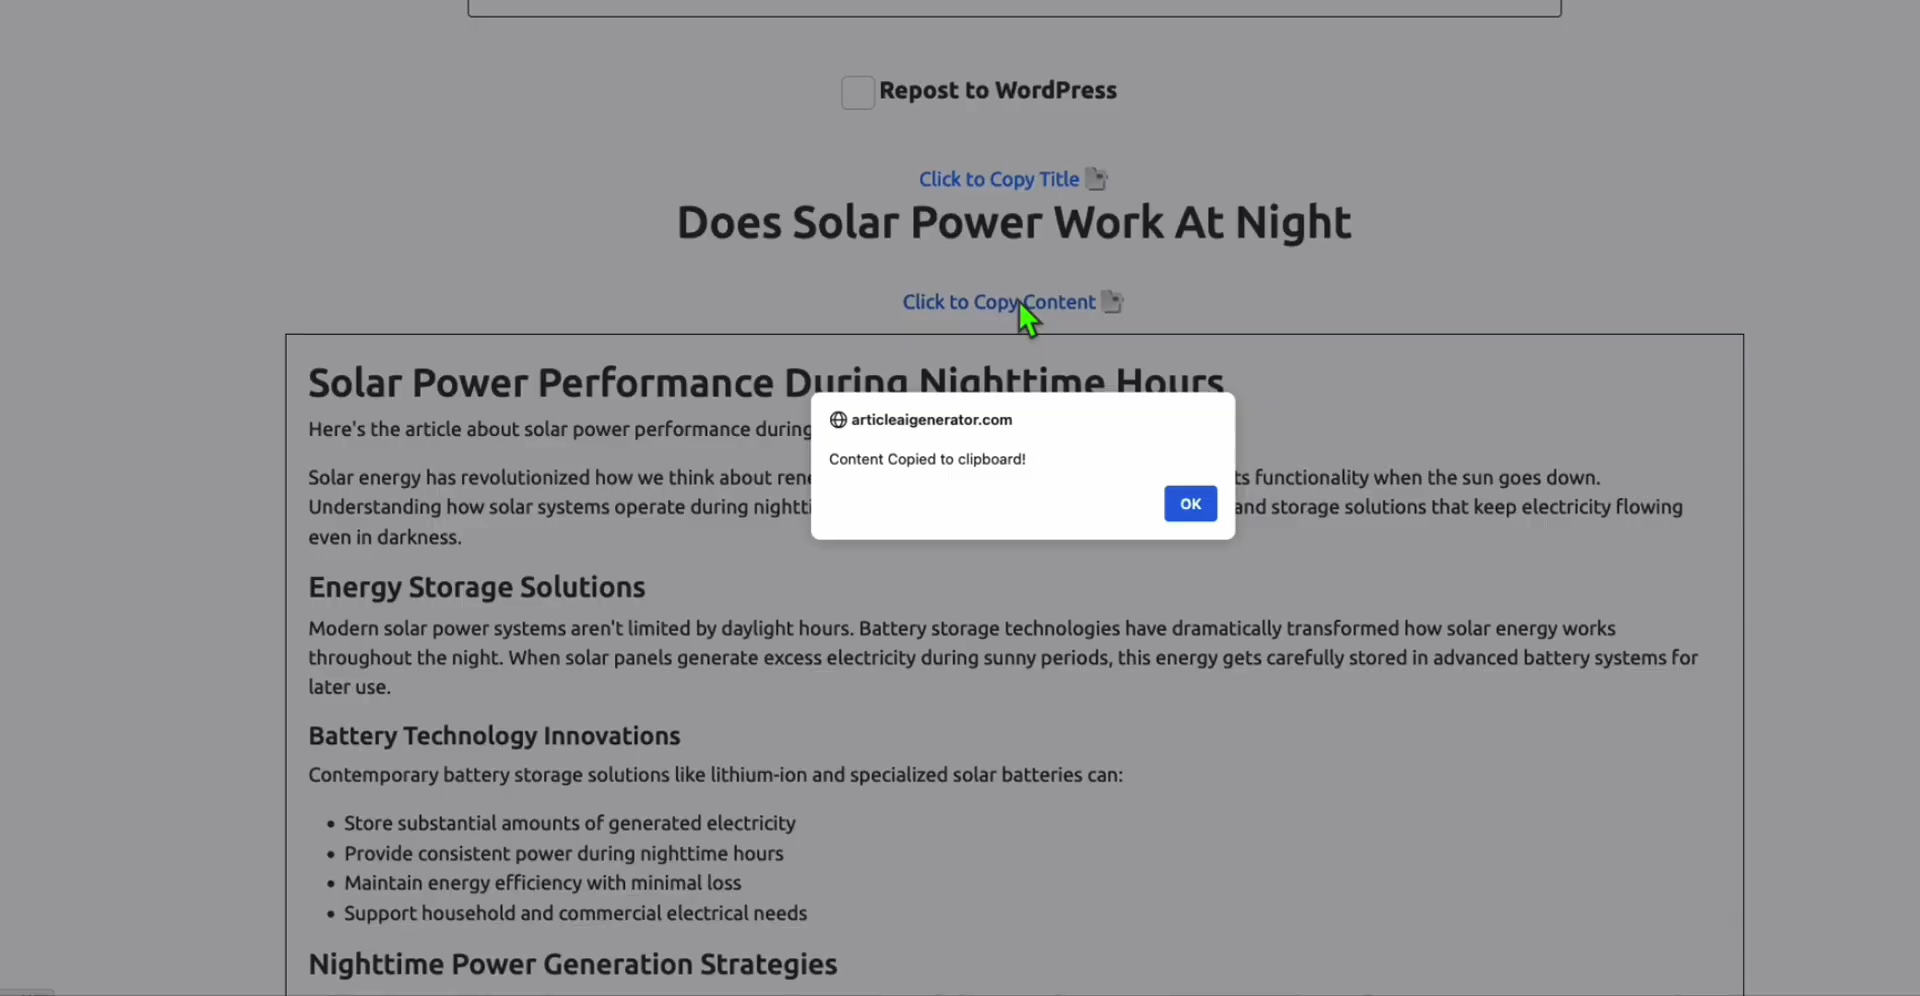 Repost to WordPress
Click to Copy Title
Does Solar Power Work At Night
Click to Copy Content
Solar Power Performance During Nighttime Hours
articleaigenerator.com
Here's the article about solar power performance during
Content Copied to clipboard!
Solar energy has revolutionized how we think about functionality when the sun goes down.
OK
Understanding how solar systems operate during and storage solutions that keep electricity flowing
even in darkness.
Energy Storage Solutions
Modern solar power systems aren't limited by daylight hours. Battery storage technologies have dramatically transformed how solar energy works
throughout the night. When solar panels generate excess electricity during sunny periods, this energy gets carefully stored in advanced battery systems for
later use.
Battery Technology Innovations
Contemporary battery storage solutions like lithium-ion and specialized solar batteries can:
• Store substantial amounts of generated electricity
• Provide consistent power during nighttime hours
• Maintain energy efficiency with minimal loss
• Support household and commercial electrical needs
Nighttime Power Generation Strategies